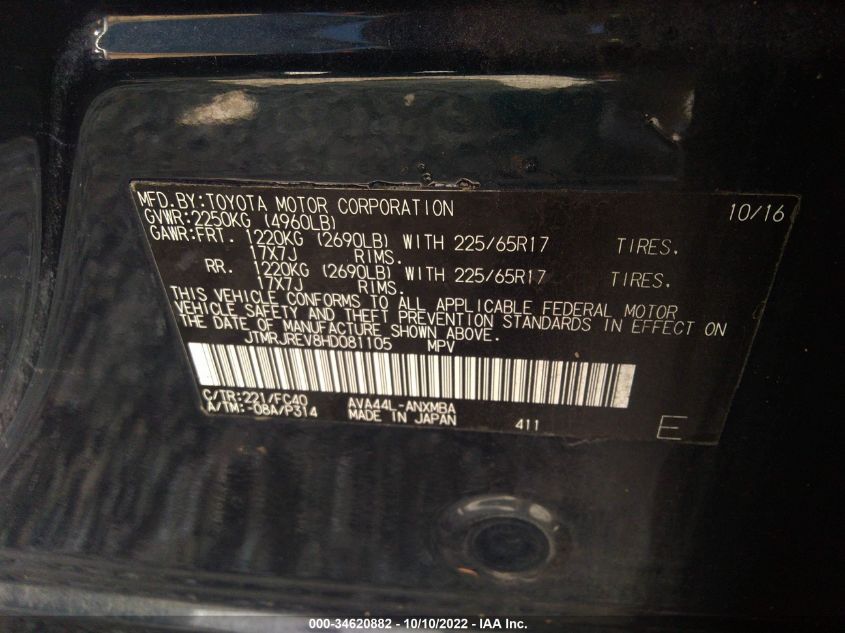 MFD.BY:TOYOTA MOTOR CORPORATION 10/16
GVWR:2250KG (4960LB)
GAWR:FRT. 1220KG (2690LB) WITH 225/65R17 TIRES.
17X7J RIMS.
RR. 1220KG (2690LB) WITH 225/65R17 TIRES.
17X7J RIMS.
THIS VEHICLE CONFORMS TO ALL APPLICABLE FEDERAL MOTOR
VEHICLE SAFETY AND THEFT PREVENTION STANDARDS IN EFFECT ON
THE DATE OF MANUFACTURE SHOWN ABOVE.
JTMRJREV8HD081105 MPV
C/TR:221/FC40 AVA44L-ANXMBA
A/TM:-08A/P314 MADE IN JAPAN 411 E
000-34620882 - 10/10/2022 - IAA Inc.